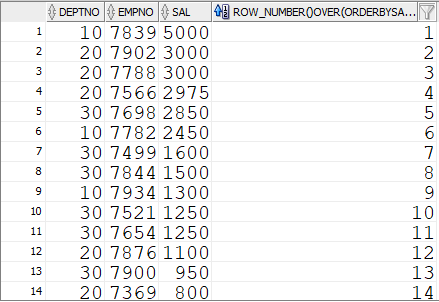 DEPTNO EMPNO SAL ROW_NUMBER()OVER(ORDERBYSA...
1 10 7839 5000 1
2 20 7902 3000 2
3 20 7788 3000 3
4 20 7566 2975 4
5 30 7698 2850 5
6 10 7782 2450 6
7 30 7499 1600 7
8 30 7844 1500 8
9 10 7934 1300 9
10 30 7521 1250 10
11 30 7654 1250 11
12 20 7876 1100 12
13 30 7900 950 13
14 20 7369 800 14